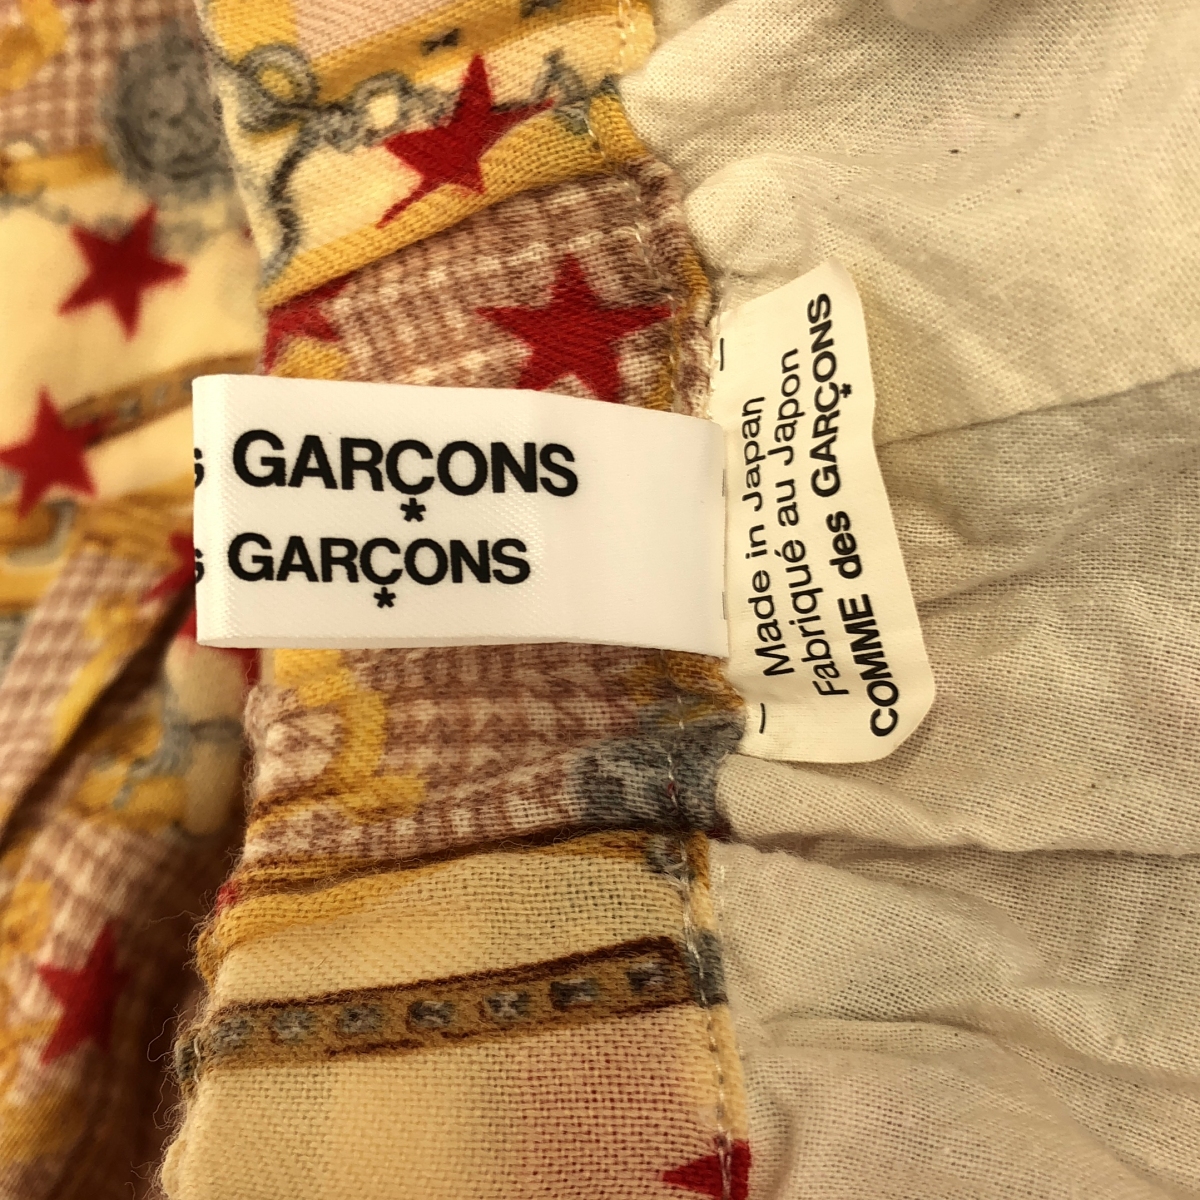 GARÇONS
*
GARÇONS
*
Made in Japan
Fabriqué au Japon
COMME des GARÇONS
*